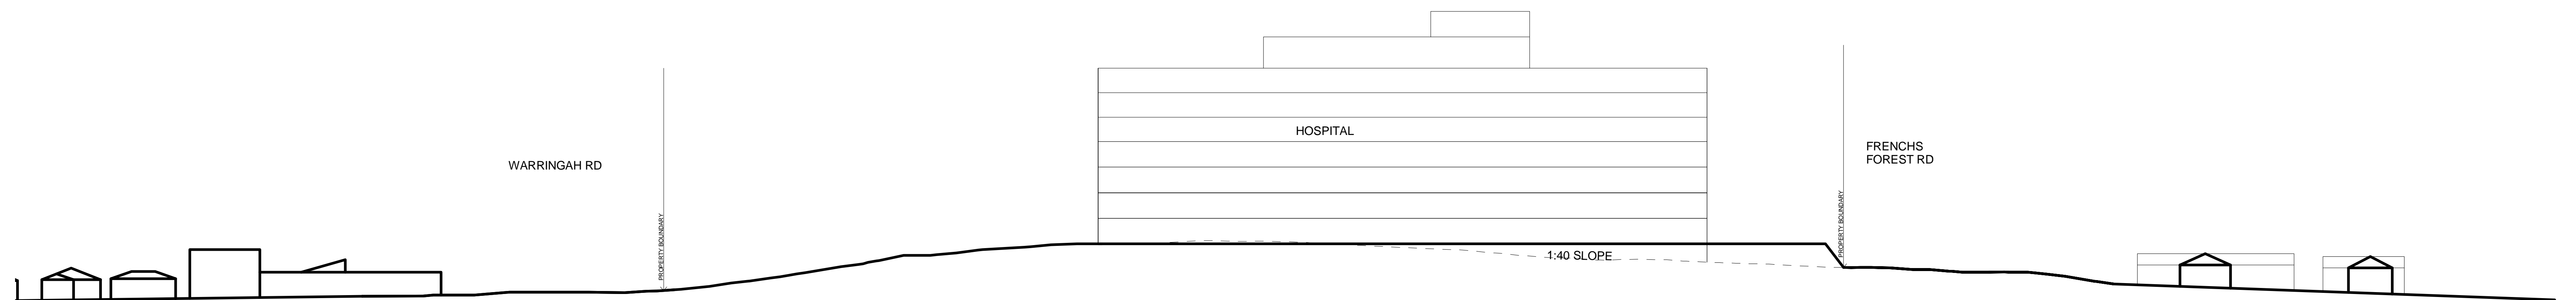 HOSPITAL
WARRINGAH RD
FRENCHS
FOREST RD
PROPERTY BOUNDARY
PROPERTY BOUNDARY
1:40 SLOPE